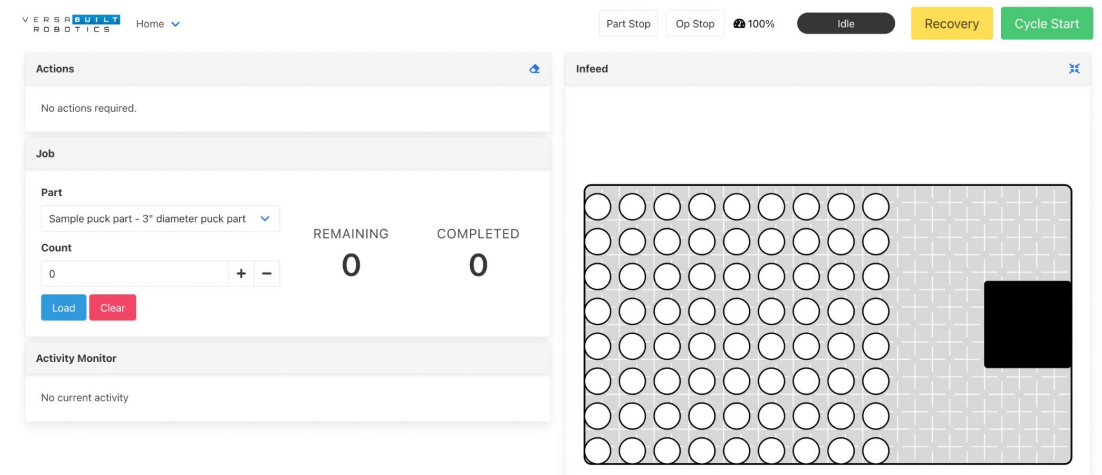 VERSABUILT
ROBOTICS
Home
Part Stop
Op Stop
100%
Idle
Recovery
Cycle Start
Actions
No actions required.
Job
Part
Sample puck part - 3" diameter puck part
Count
0
+ −
Load
Clear
REMAINING
0
COMPLETED
0
Activity Monitor
No current activity
Infeed